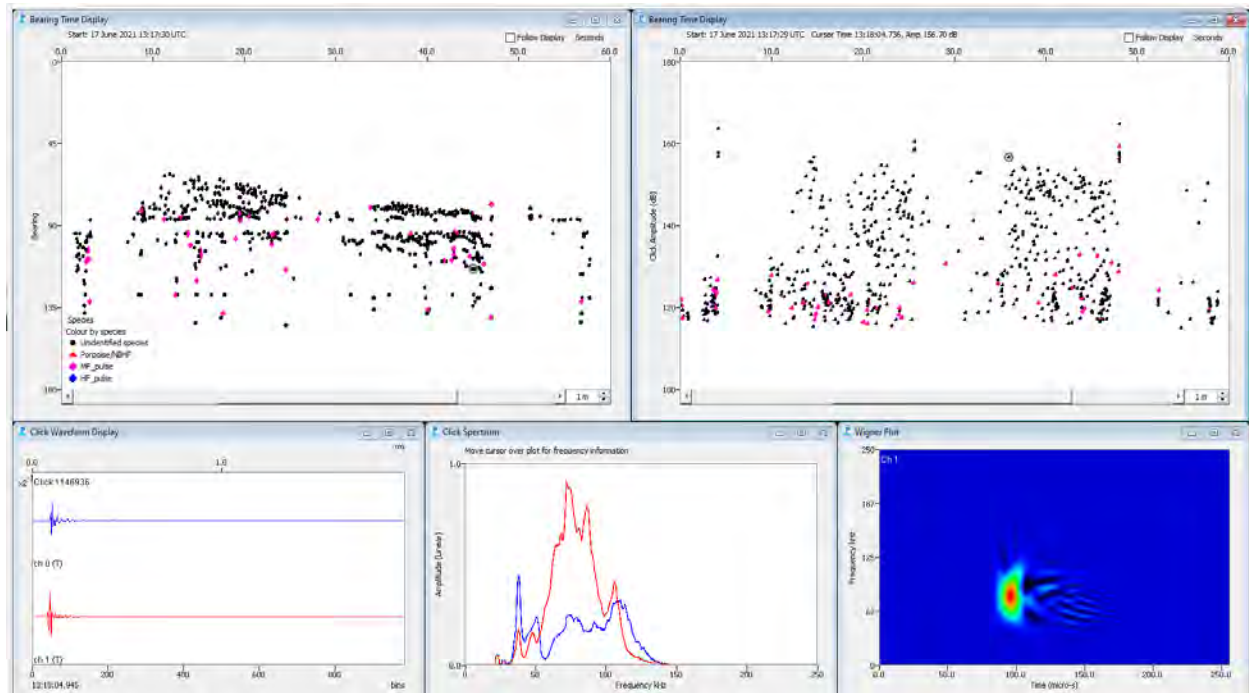 Bearing Time Display
Start: 17 June 2021 13:17:30 UTC
Follow Display Seconds
0.0 10.0 20.0 30.0 40.0 50.0 60.0
0
45
90
135
180
Bearing
Species
Colour by species
Unidentified species
Porpoise/NBHF
MF_pulse
HF_pulse
1 m
Bearing Time Display
Start: 17 June 2021 13:17:29 UTC Cursor Time 13:18:04.736, Amp. 156.70 dB
Follow Display Seconds
0.0 10.0 20.0 30.0 40.0 50.0 60.0
180
160
140
120
100
Click Amplitude (dB)
1 m
Click Waveform Display
ms
0.0 1.0
Click 1146936
ch 0 (T)
ch 1 (T)
0 200 400 600 800
bins
Click Spectrum
Move cursor over plot for frequency information
1.0
0.0
Amplitude (Linear)
0 50 100 150 200 250
Frequency kHz
Wigner Plot
Ch 1
250
167
125
0
0.0 50.0 100.0 150.0 200.0 250.0
Time (micro-s)